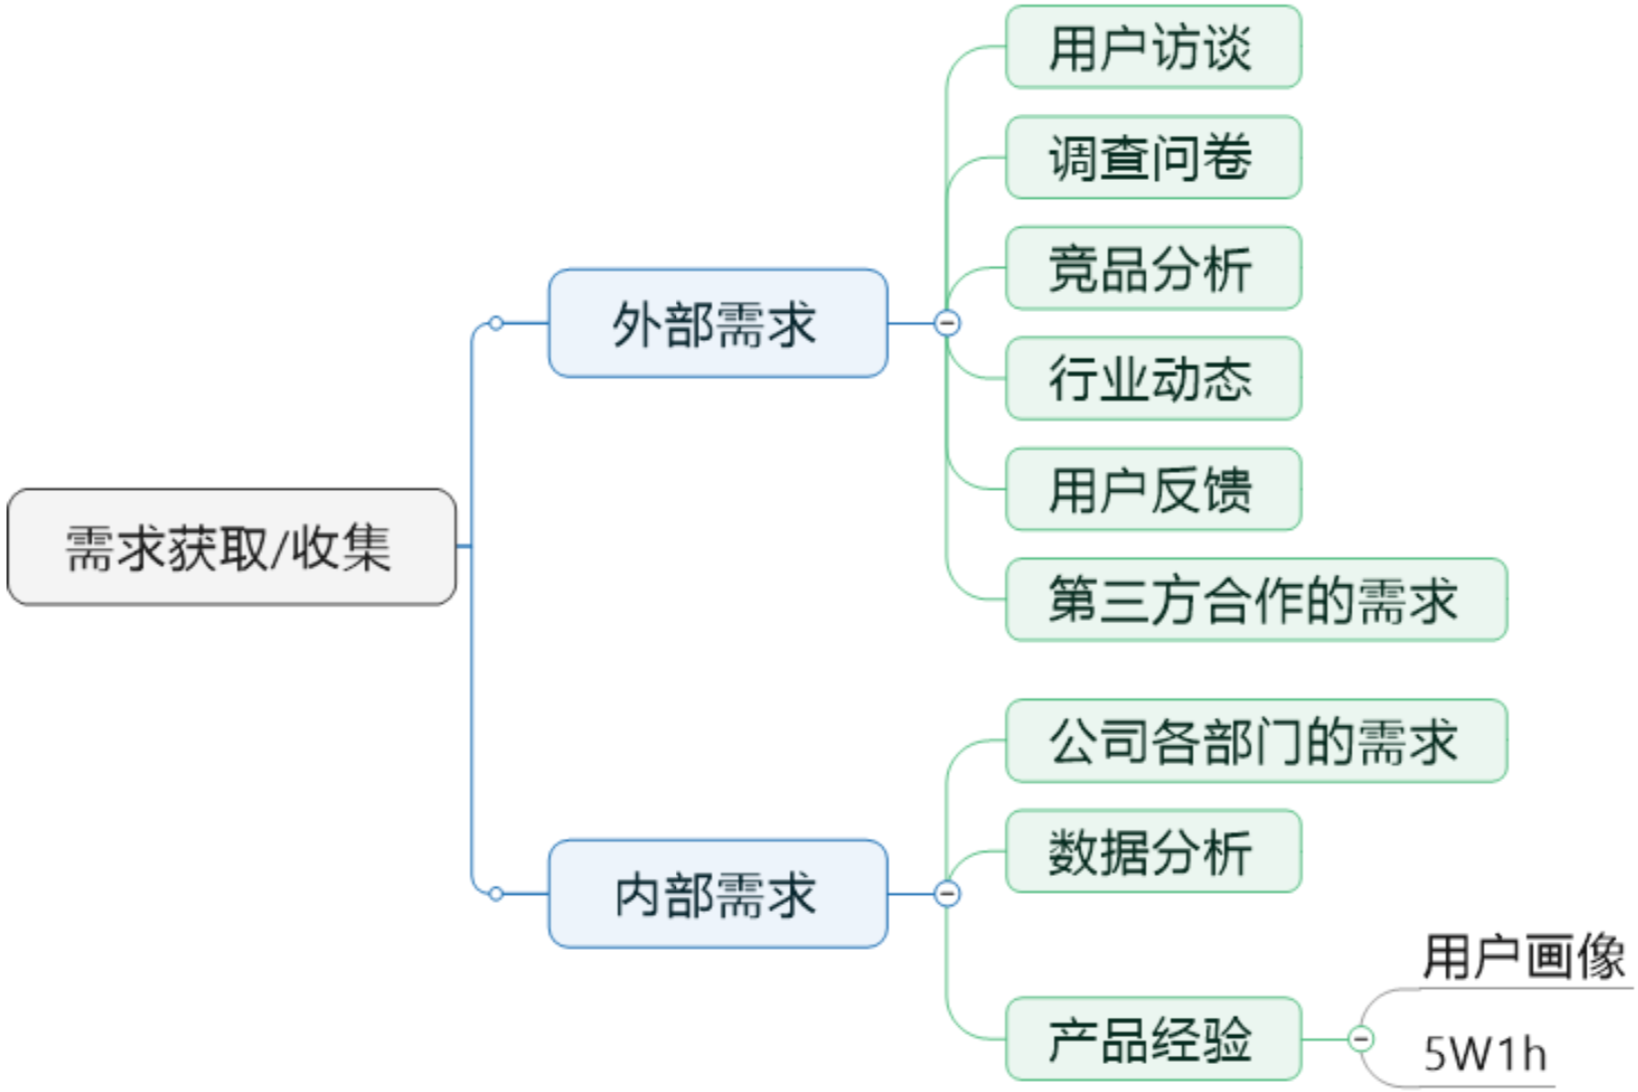 需求获取/收集
外部需求
用户访谈
调查问卷
竞品分析
行业动态
用户反馈
第三方合作的需求
内部需求
公司各部门的需求
数据分析
产品经验
用户画像
5W1h